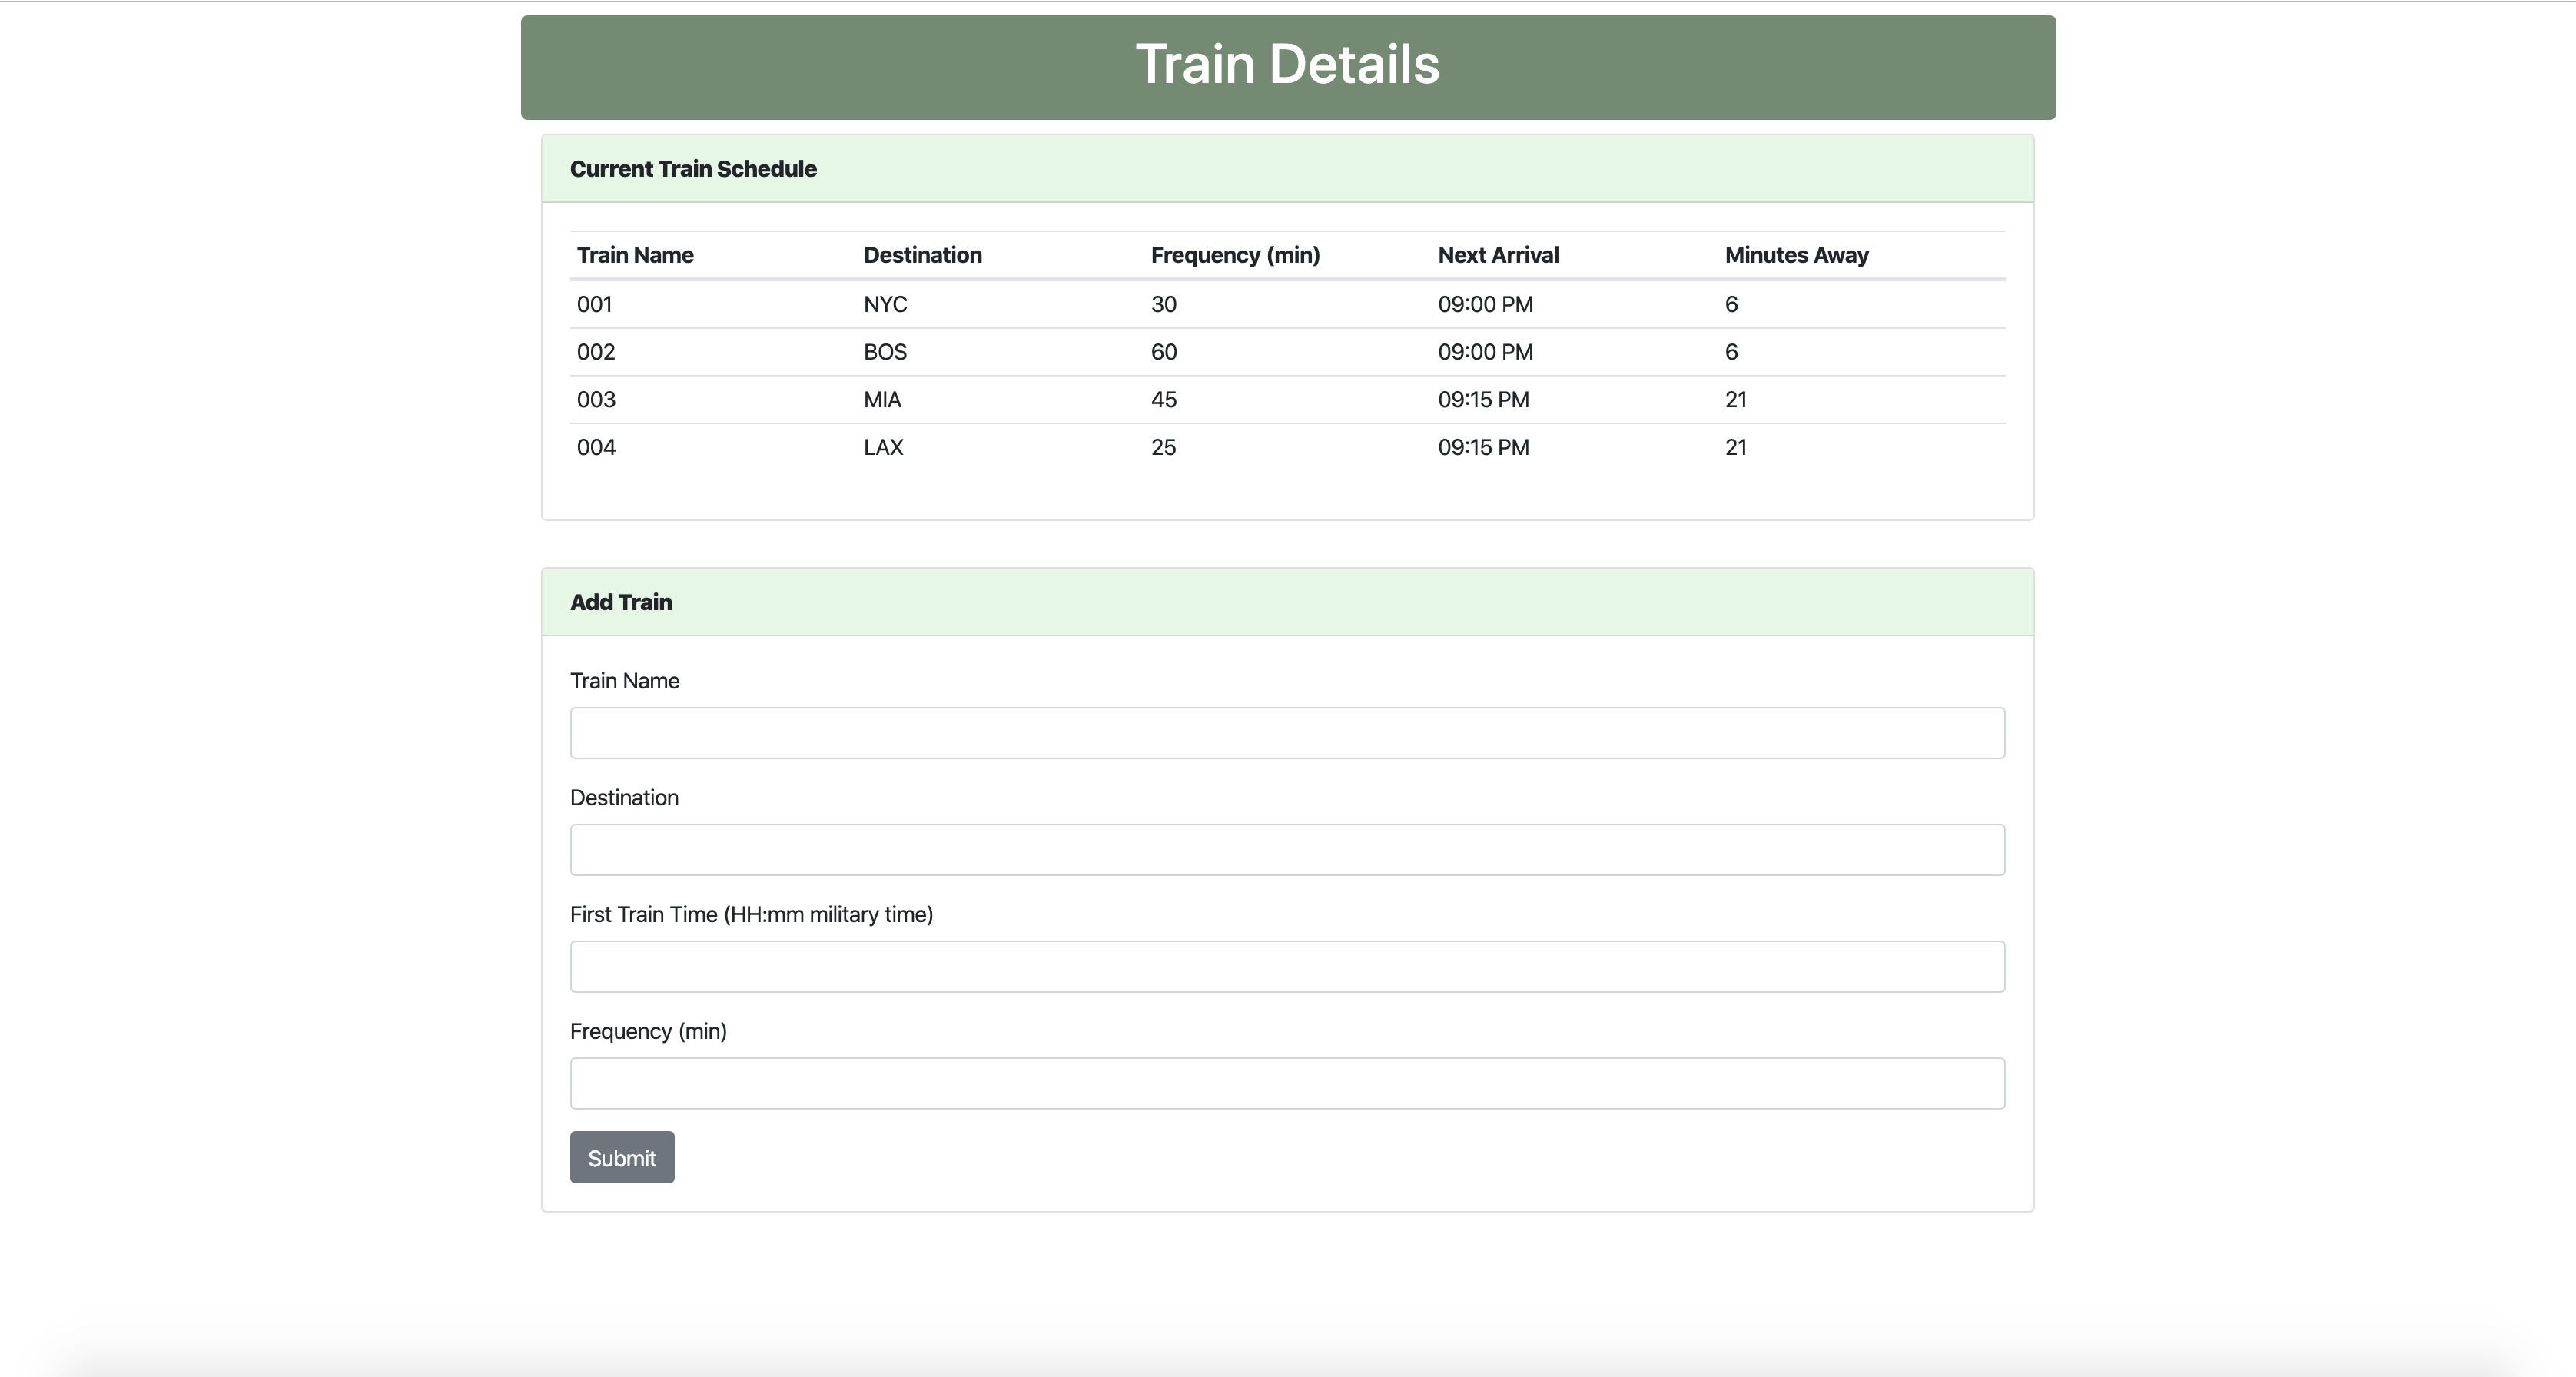 Train Details
Current Train Schedule
Train Name Destination Frequency (min) Next Arrival Minutes Away
001 NYC 30 09:00 PM 6
002 BOS 60 09:00 PM 6
003 MIA 45 09:15 PM 21
004 LAX 25 09:15 PM 21
Add Train
Train Name
Destination
First Train Time (HH:mm military time)
Frequency (min)
Submit